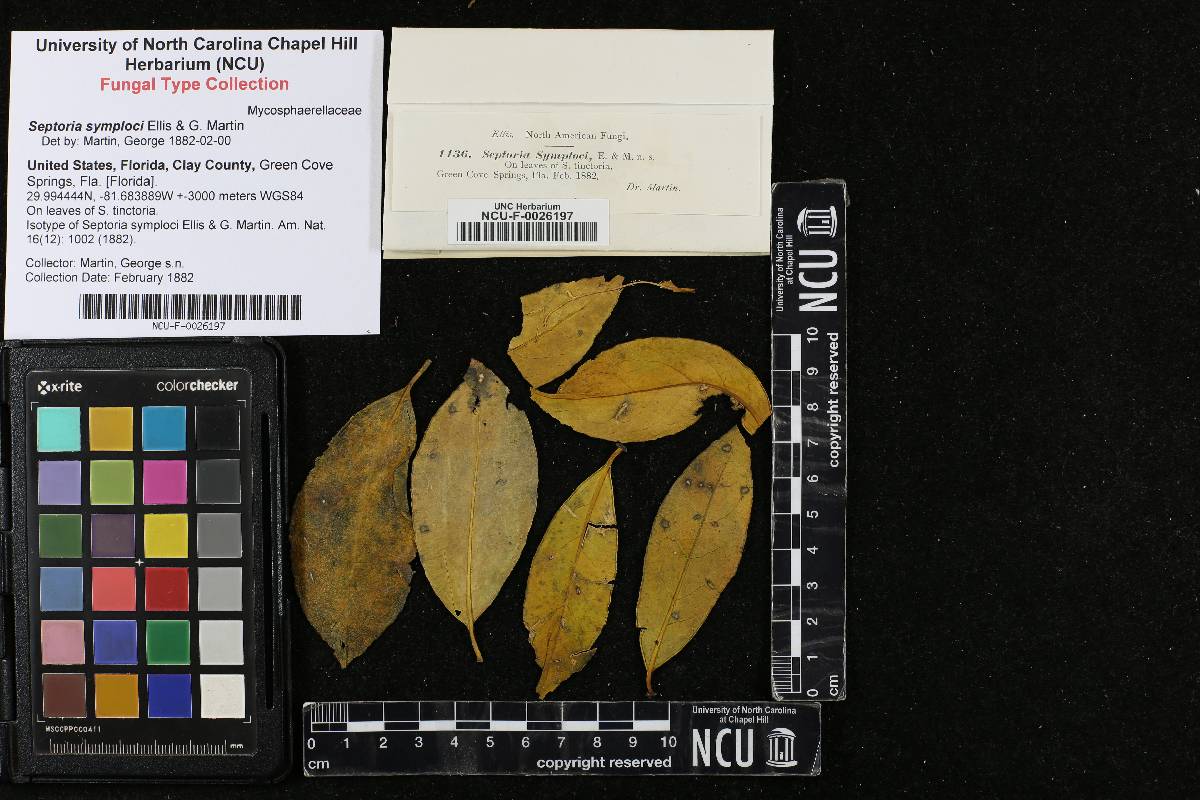 University of North Carolina Chapel Hill
Herbarium (NCU)
Fungal Type Collection
Mycosphaerellaceae
Septoria symploci Ellis & G. Martin
Det by: Martin, George 1882-02-00
United States, Florida, Clay County, Green Cove
Springs, Fla. [Florida].
29.994444N, -81.683889W +-3000 meters WGS84
On leaves of S. tinctoria.
Isotype of Septoria symploci Ellis & G. Martin. Am. Nat.
16(12): 1002 (1882).
Collector: Martin, George s.n.
Collection Date: February 1882
NCU-F-0026197
Ellis, North American Fungi.
1136. Septoria Symploci, E. & M. n. s.
On leaves of S. tinctoria.
Green Cove Springs, Fla. Feb. 1882,
Dr. Martin.
UNC Herbarium
NCU-F-0026197
x-rite
colorchecker
MSCCPPCC0411
mm
0 1 2 3 4 5 6 7 8 9 10
cm
copyright reserved
University of North Carolina
at Chapel Hill
NCU
0 1 2 3 4 5 6 7 8 9 10
cm
copyright reserved
University of North Carolina
at Chapel Hill
NCU